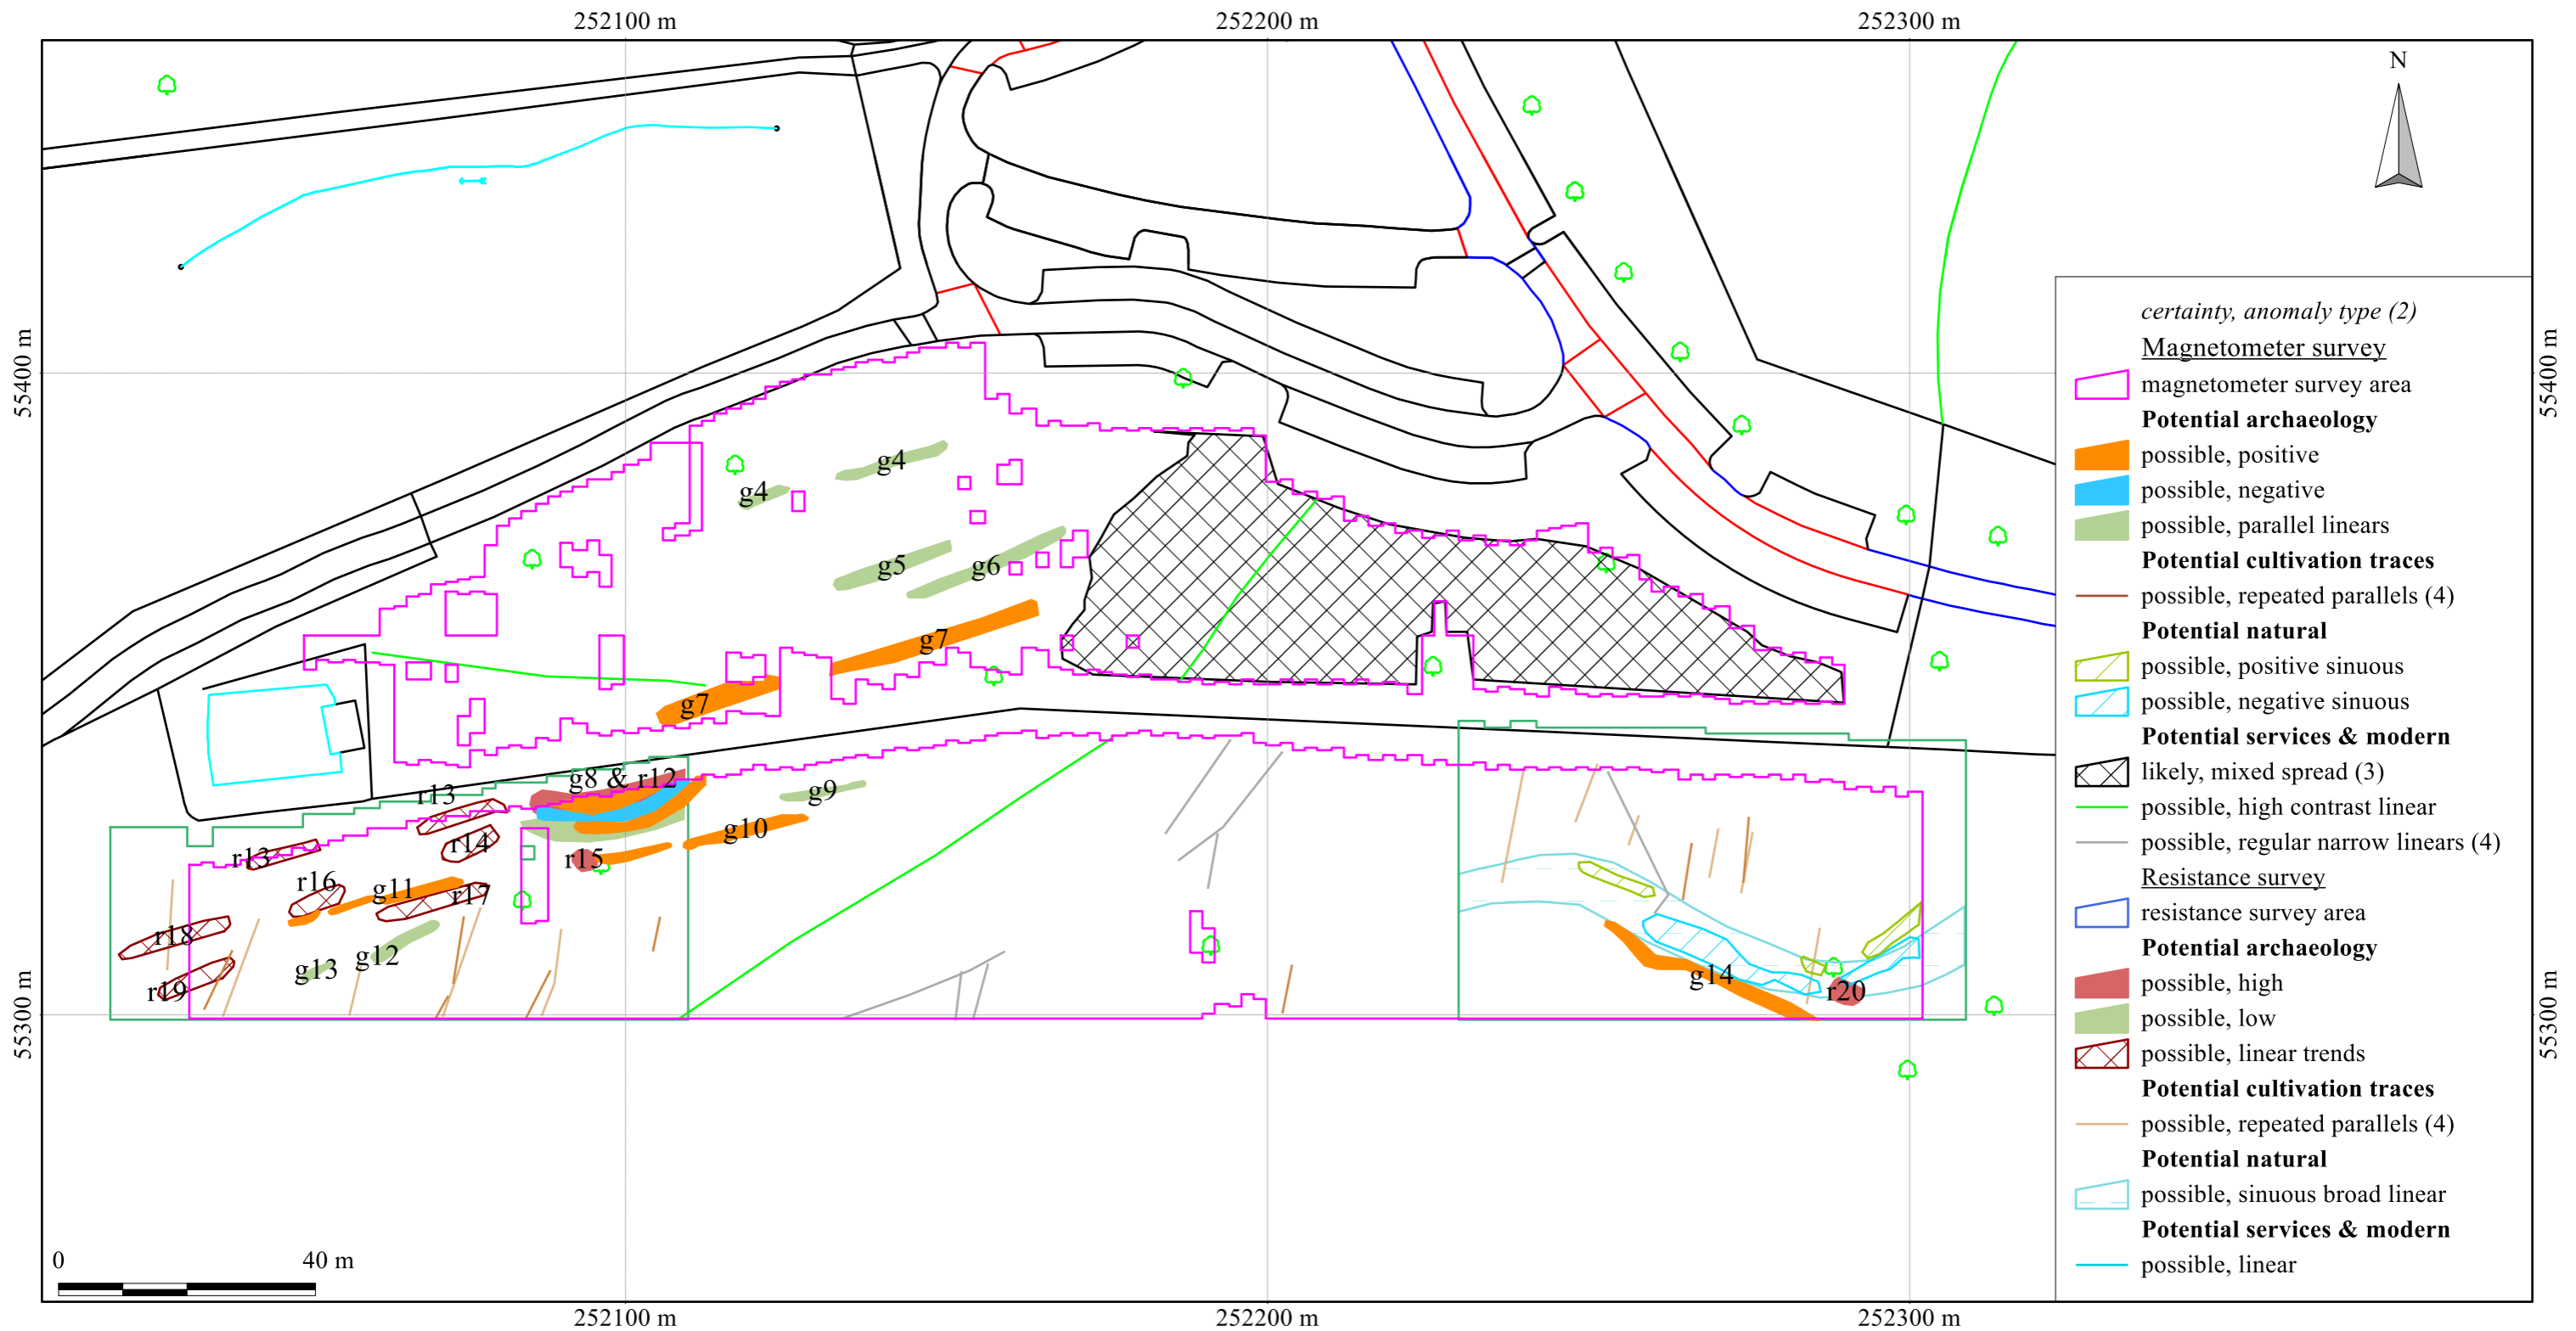 252100 m
252200 m
252300 m
N
55400 m
55400 m
certainty, anomaly type (2)
Magnetometer survey
magnetometer survey area
Potential archaeology
possible, positive
possible, negative
possible, parallel linears
Potential cultivation traces
possible, repeated parallels (4)
Potential natural
possible, positive sinuous
possible, negative sinuous
Potential services & modern
likely, mixed spread (3)
possible, high contrast linear
possible, regular narrow linears (4)
Resistance survey
resistance survey area
Potential archaeology
possible, high
possible, low
possible, linear trends
Potential cultivation traces
possible, repeated parallels (4)
Potential natural
possible, sinuous broad linear
Potential services & modern
possible, linear
g4
g4
g5
g6
g7
g7
g8 & r12
r13
g9
g10
r14
r13
r15
r16
g11
r17
r18
g12
g13
r19
g14
r20
55300 m
55300 m
0
40 m
252100 m
252200 m
252300 m